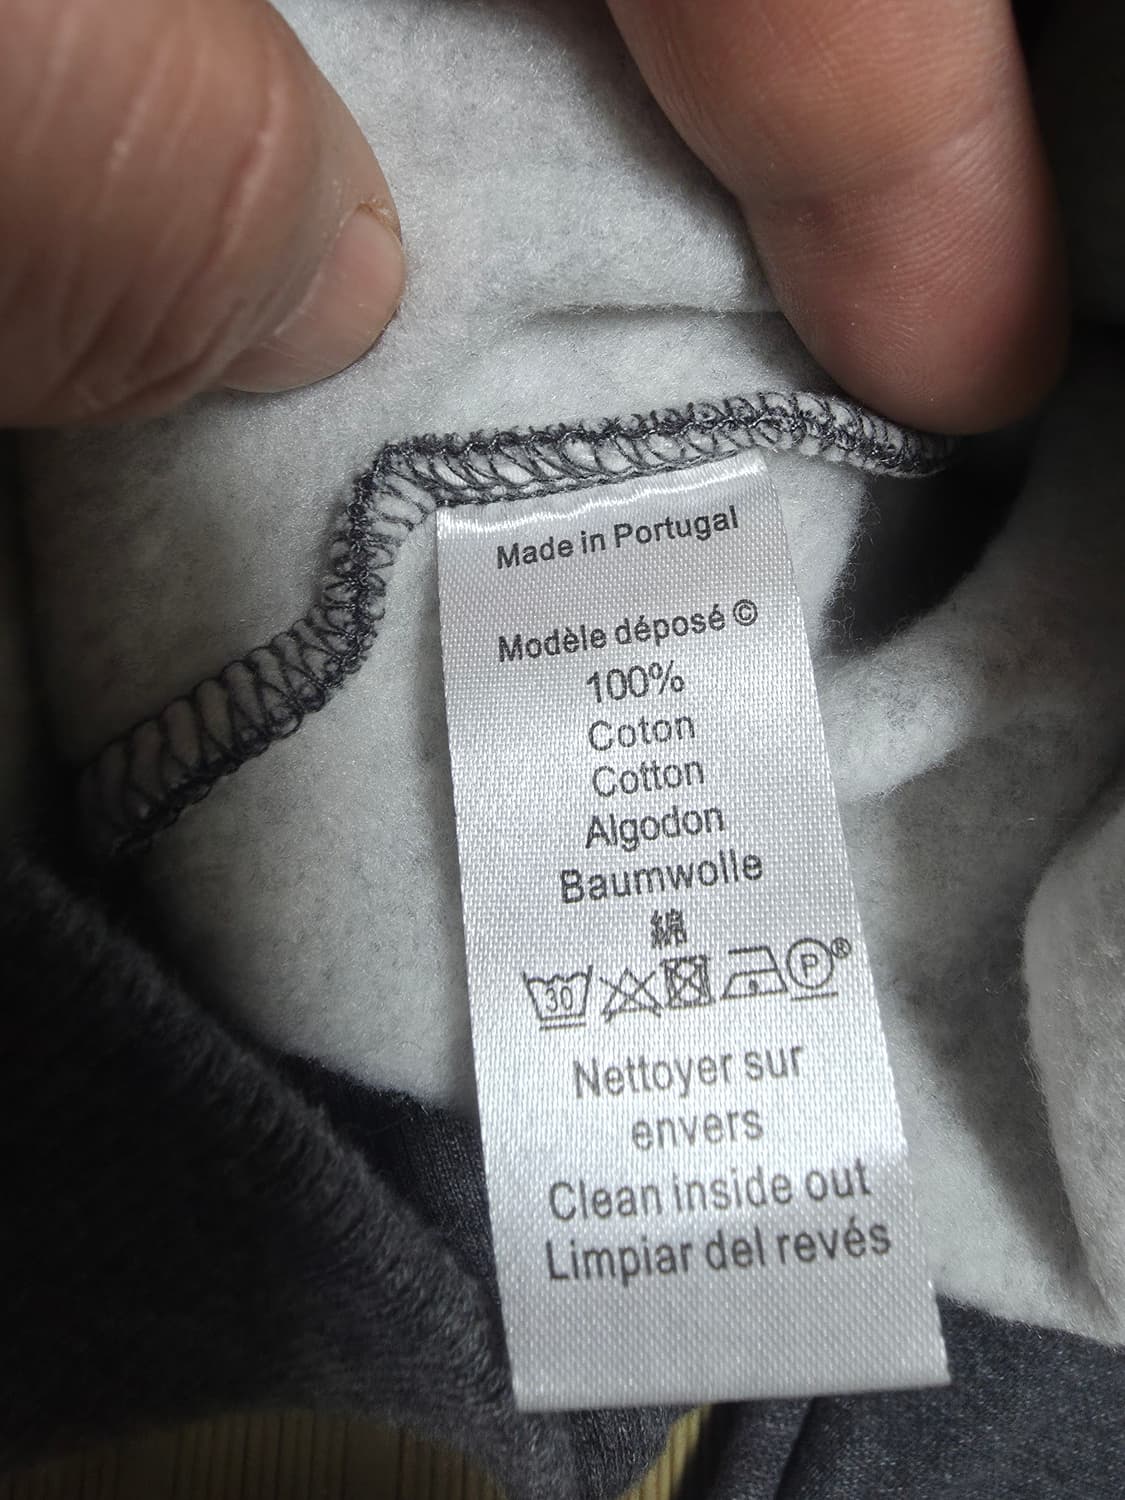 Made in Portugal
Modèle déposé ©
100%
Coton
Cotton
Algodon
Baumwolle
綿
30 P ®
Nettoyer sur
envers
Clean inside out
Limpiar del revés